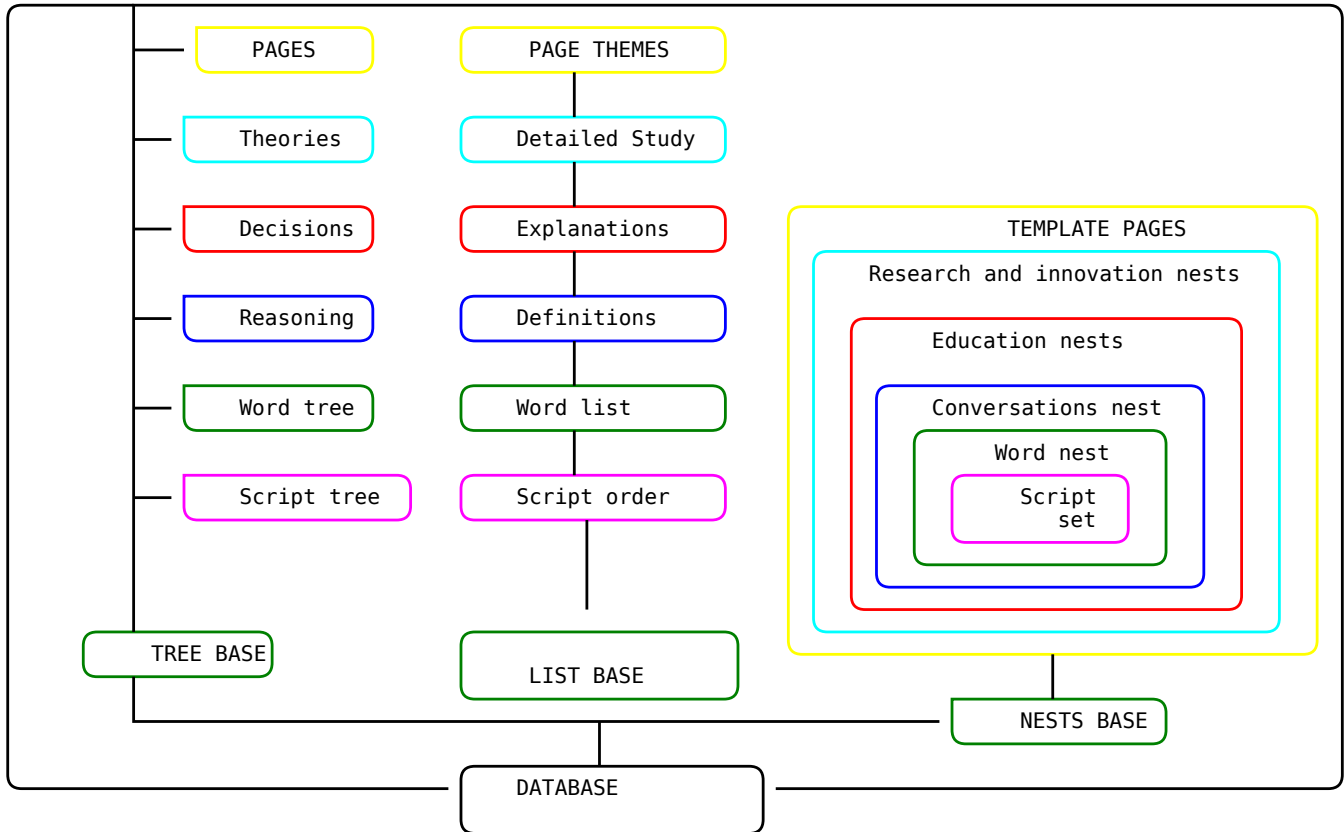 PAGES
PAGE THEMES
Theories
Detailed Study
Decisions
Explanations
TEMPLATE PAGES
Research and innovation nests
Reasoning
Definitions
Education nests
Word tree
Word list
Conversations nest
Word nest
Script tree
Script order
Script
set
TREE BASE
LIST BASE
NESTS BASE
DATABASE